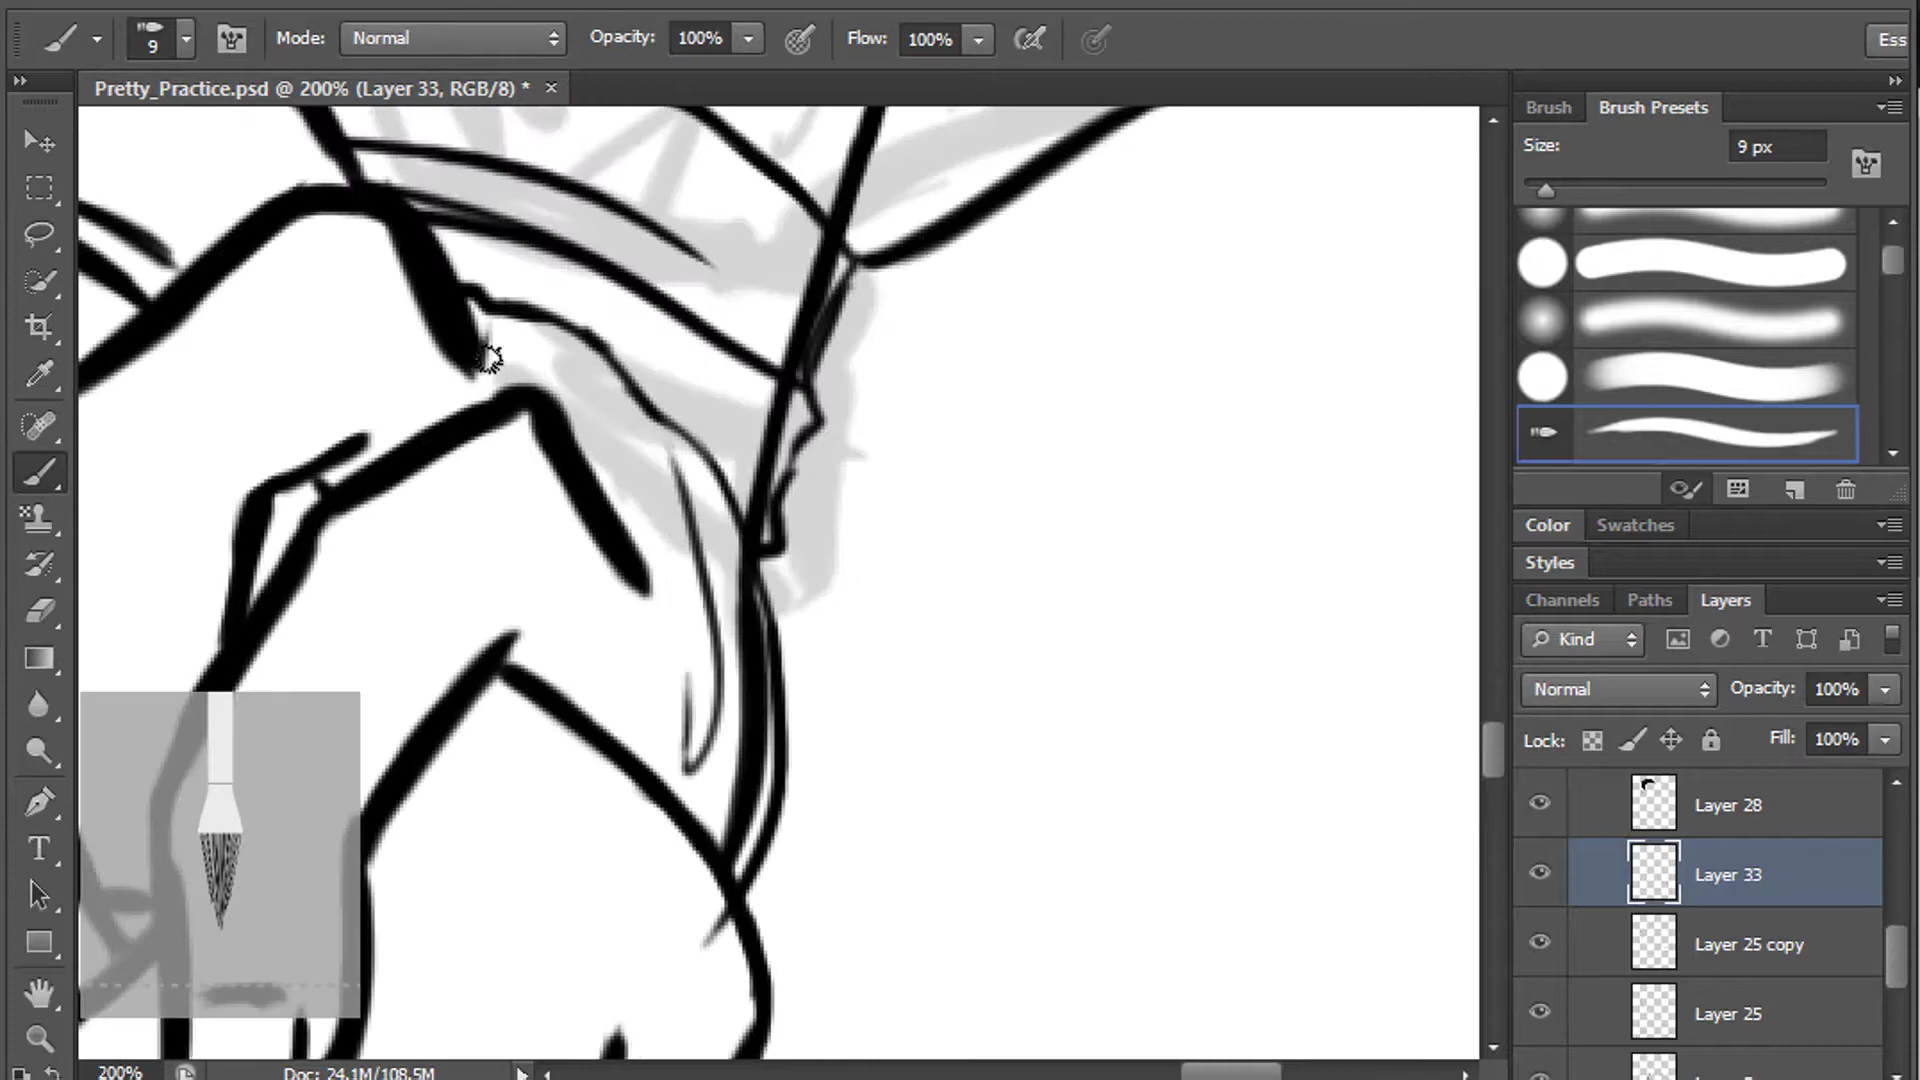 9
Mode: Normal Opacity: 100% Flow: 100%
Ess
Pretty_Practice.psd @ 200% (Layer 33, RGB/8) * ×
Brush Brush Presets
Size: 9 px
Color Swatches
Styles
Channels Paths Layers
Kind
Normal Opacity: 100%
Lock: Fill: 100%
Layer 28
Layer 33
Layer 25 copy
Layer 25
200% Doc: 24.1M/108.5M